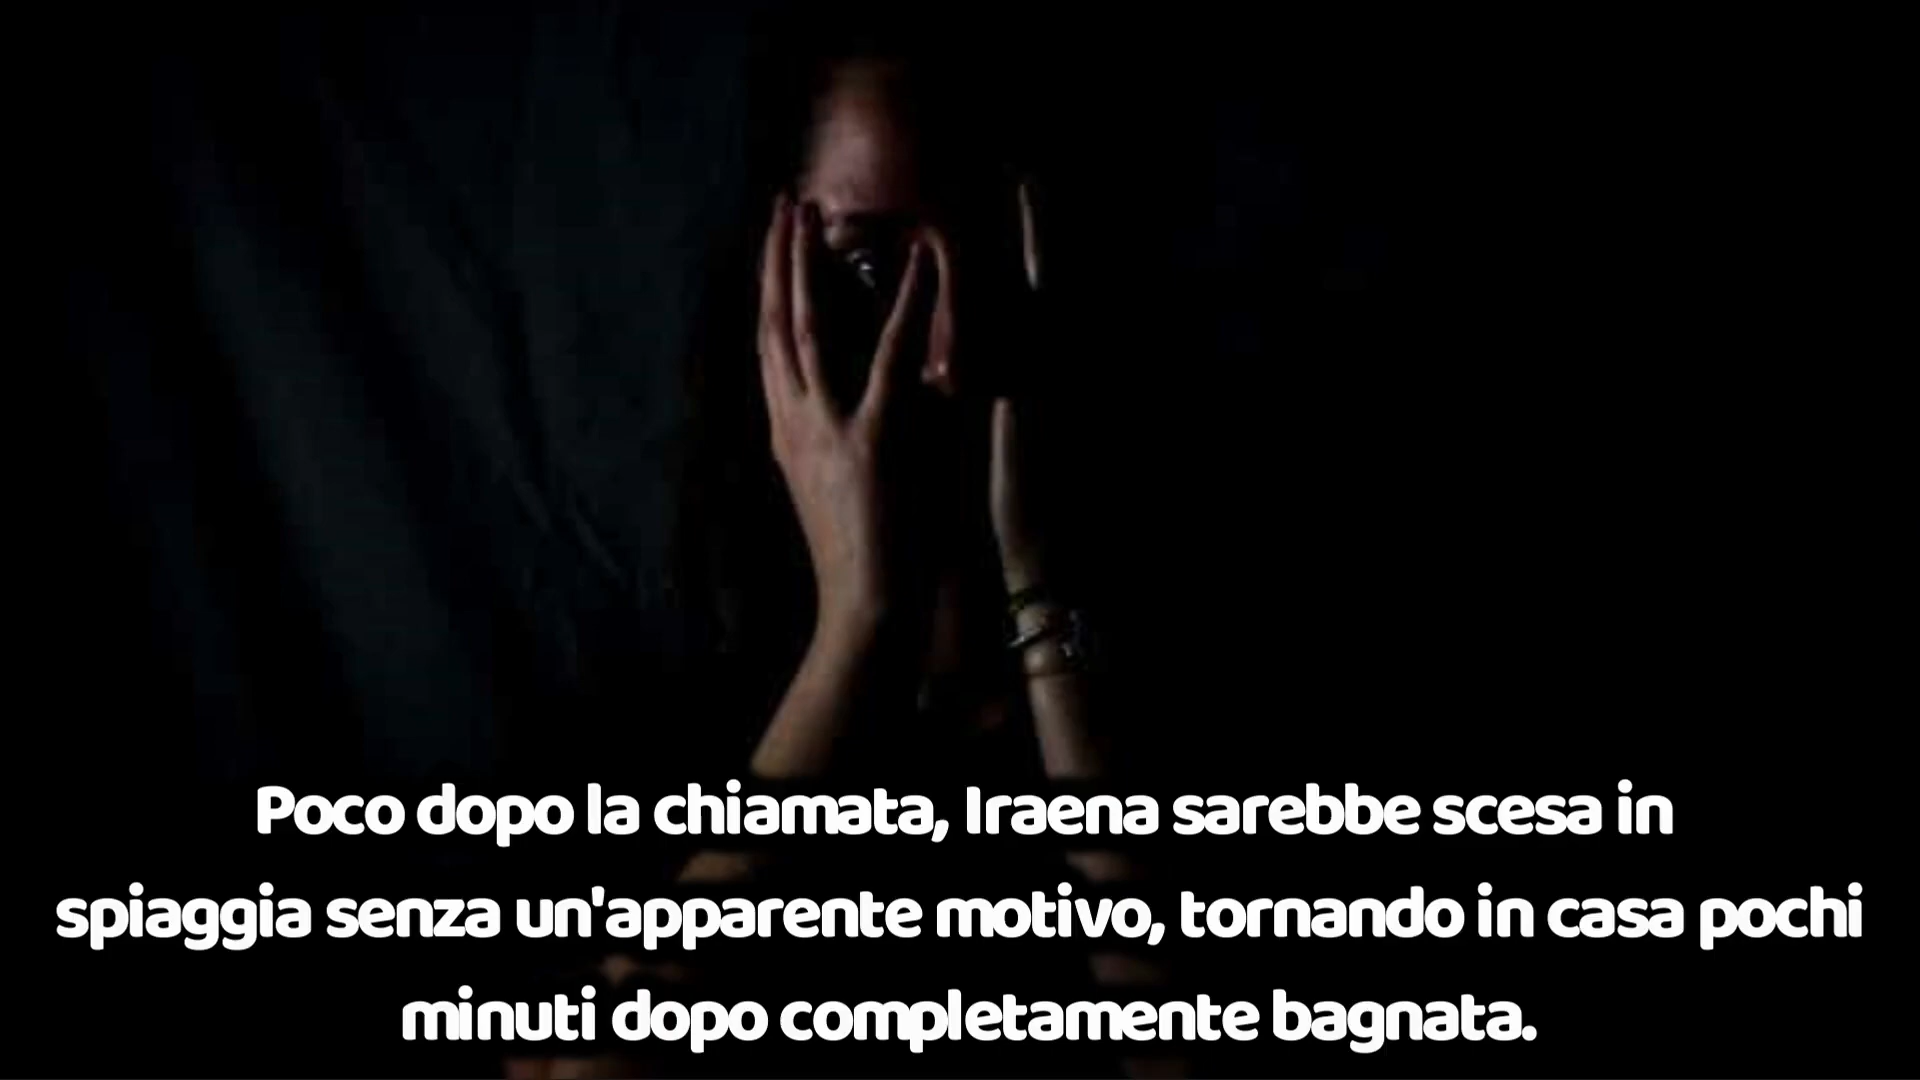 Poco dopo la chiamata, Iraena sarebbe scesa in
spiaggia senza un'apparente motivo, tornando in casa pochi
minuti dopo completamente bagnata.